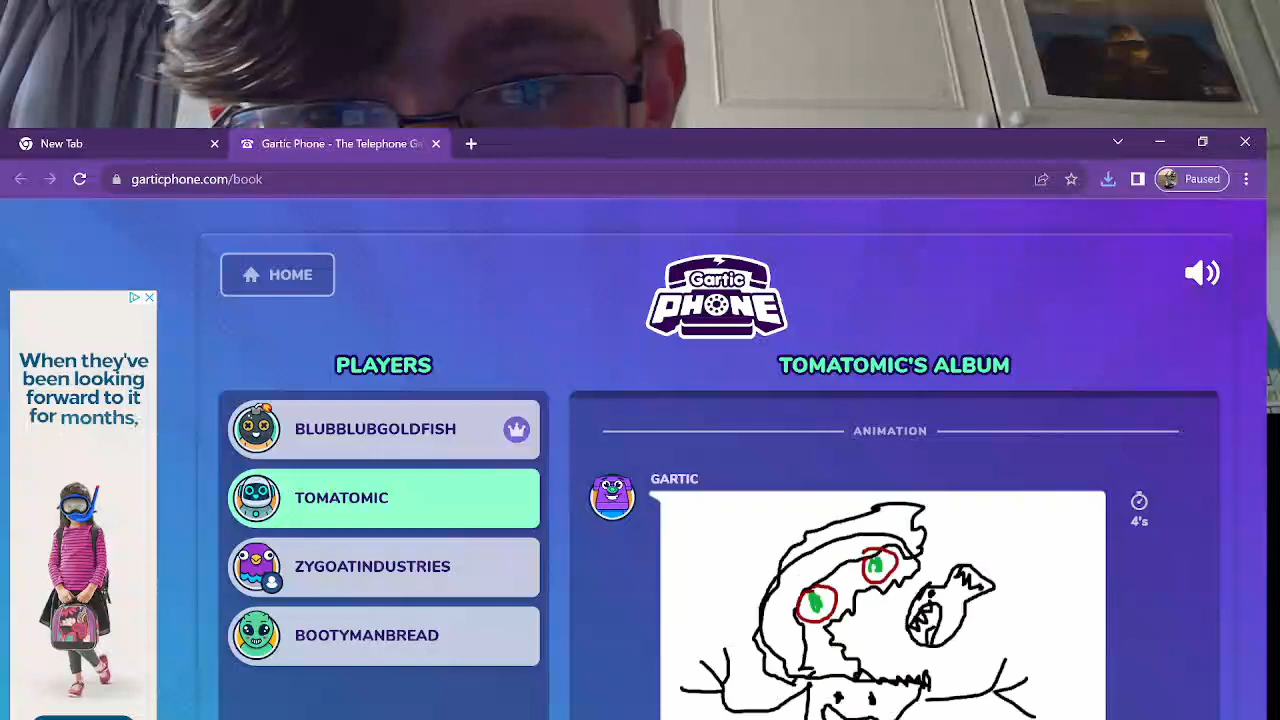 New Tab
Gartic Phone - The Telephone G
garticphone.com/book
Paused
HOME
Gartic
PHONE
When they've
been looking
forward to it
for months,
PLAYERS
TOMATOMIC'S ALBUM
BLUBBLUBGOLDFISH
TOMATOMIC
ZYGOATINDUSTRIES
BOOTYMANBREAD
ANIMATION
GARTIC
4's